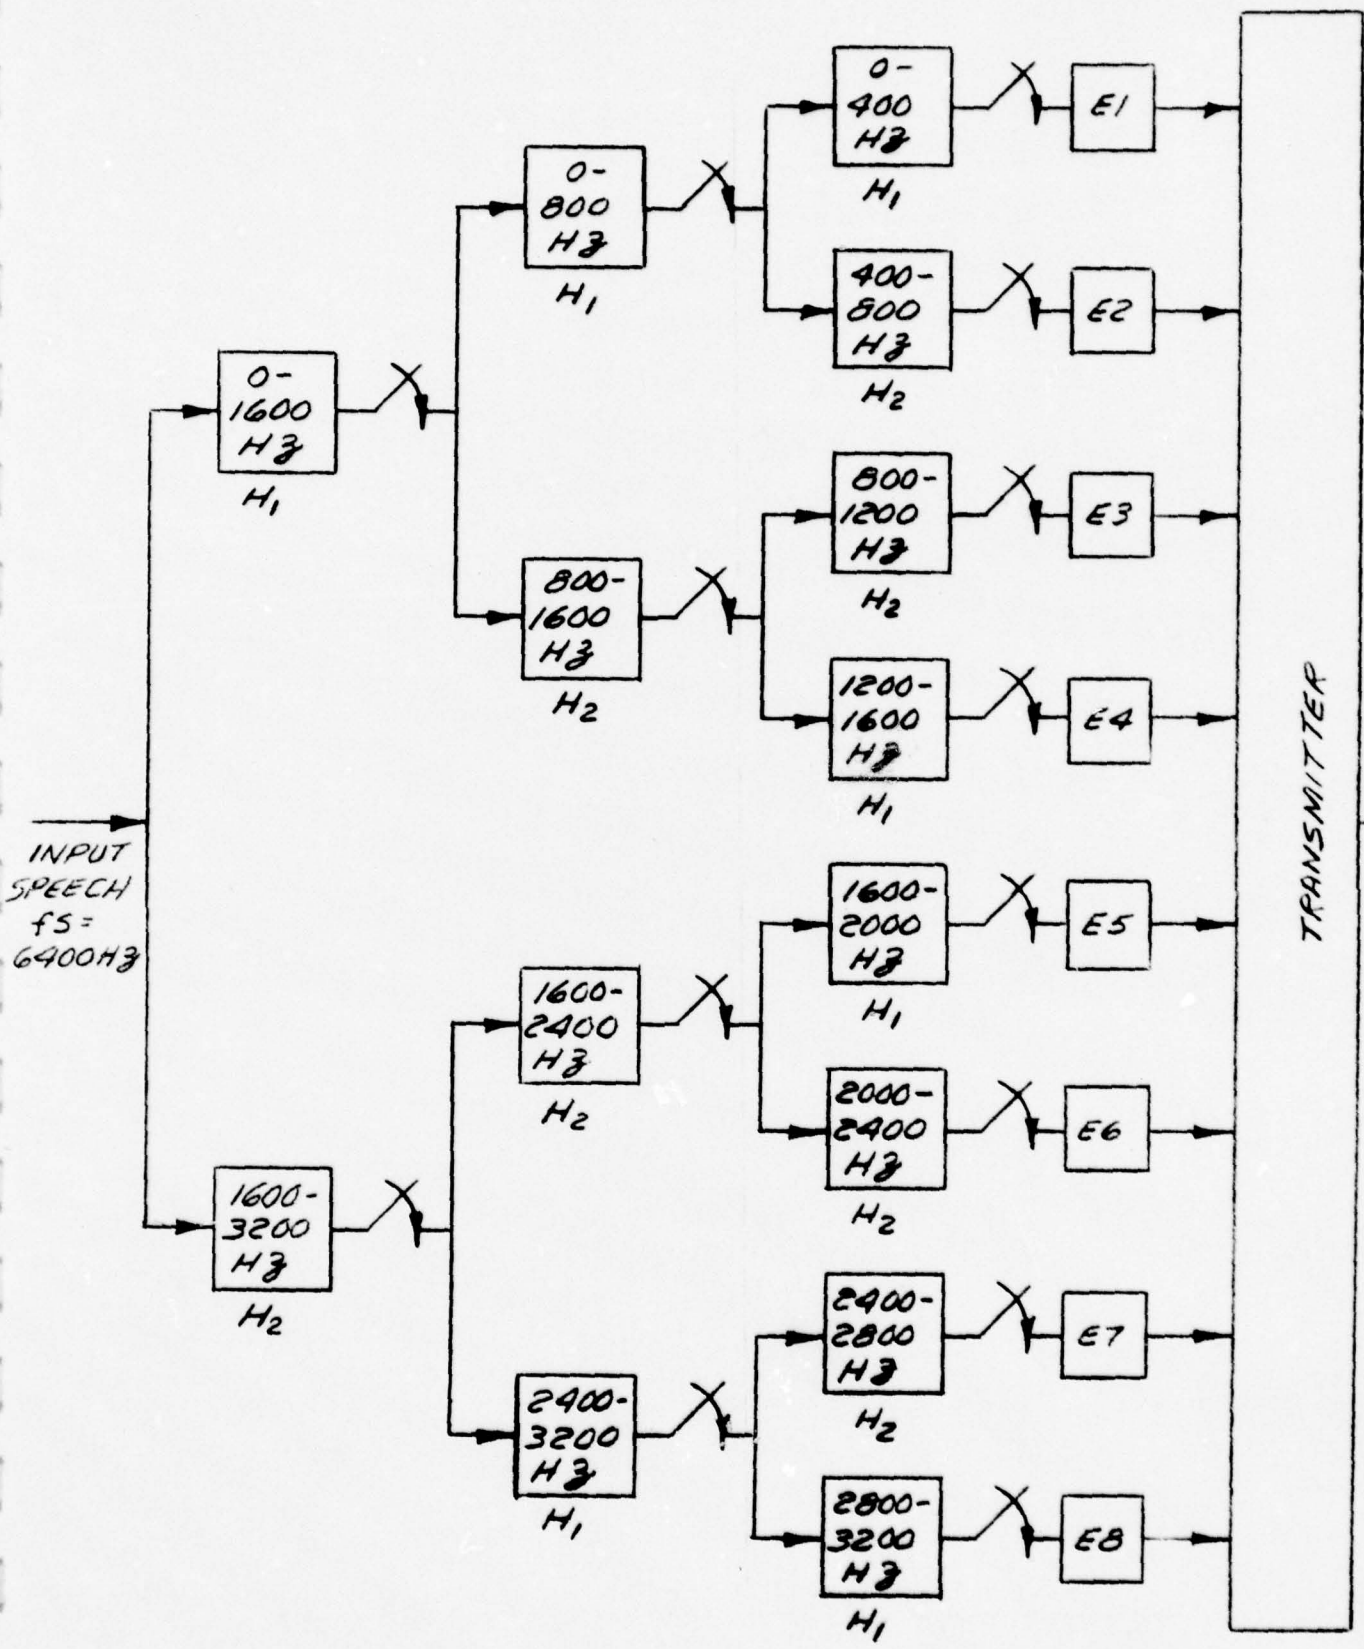 INPUT
SPEECH
fs=
6400Hz
0-
1600
Hz
H1
1600-
3200
Hz
H2
0-
800
Hz
H1
800-
1600
Hz
H2
1600-
2400
Hz
H2
2400-
3200
Hz
H1
0-
400
Hz
H1
E1
400-
800
Hz
H2
E2
800-
1200
Hz
H2
E3
1200-
1600
Hz
H1
E4
1600-
2000
Hz
H1
E5
2000-
2400
Hz
H2
E6
2400-
2800
Hz
H2
E7
2800-
3200
Hz
H1
E8
TRANSMITTER